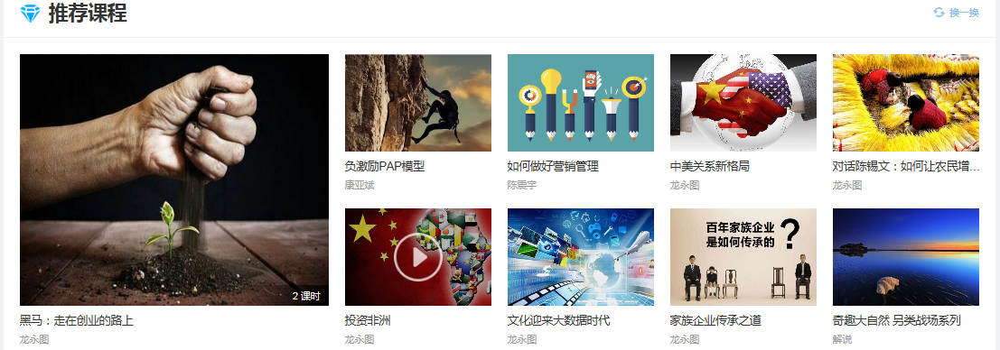 推荐课程
换一换
2 课时
黑马：走在创业的路上
龙永图
负激励PAP模型
康亚斌
如何做好营销管理
陈震宇
中美关系新格局
龙永图
对话陈锡文：如何让农民增...
龙永图
投资非洲
龙永图
文化迎来大数据时代
龙永图
百年家族企业
是如何传承的?
家族企业传承之道
龙永图
奇趣大自然 另类战场系列
解说